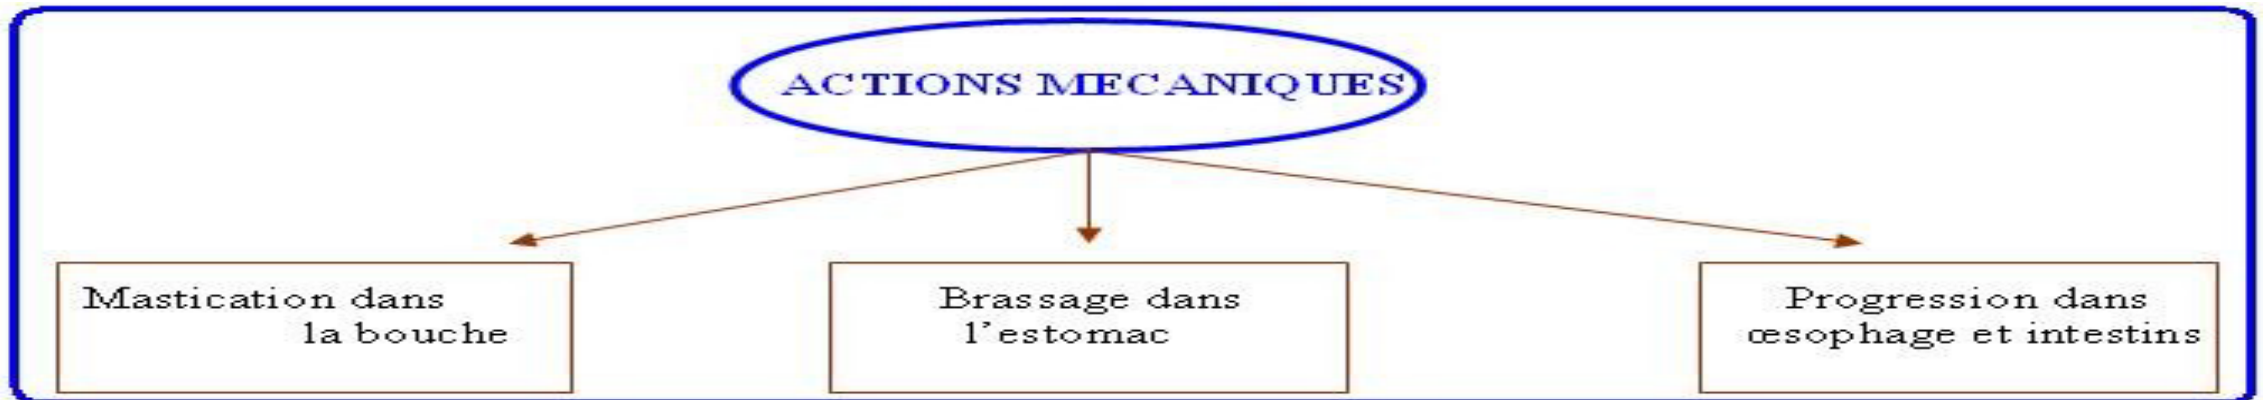 ACTIONS MECANIQUES
Mastication dans
la bouche
Brassage dans
l'estomac
Progression dans
œsophage et intestins